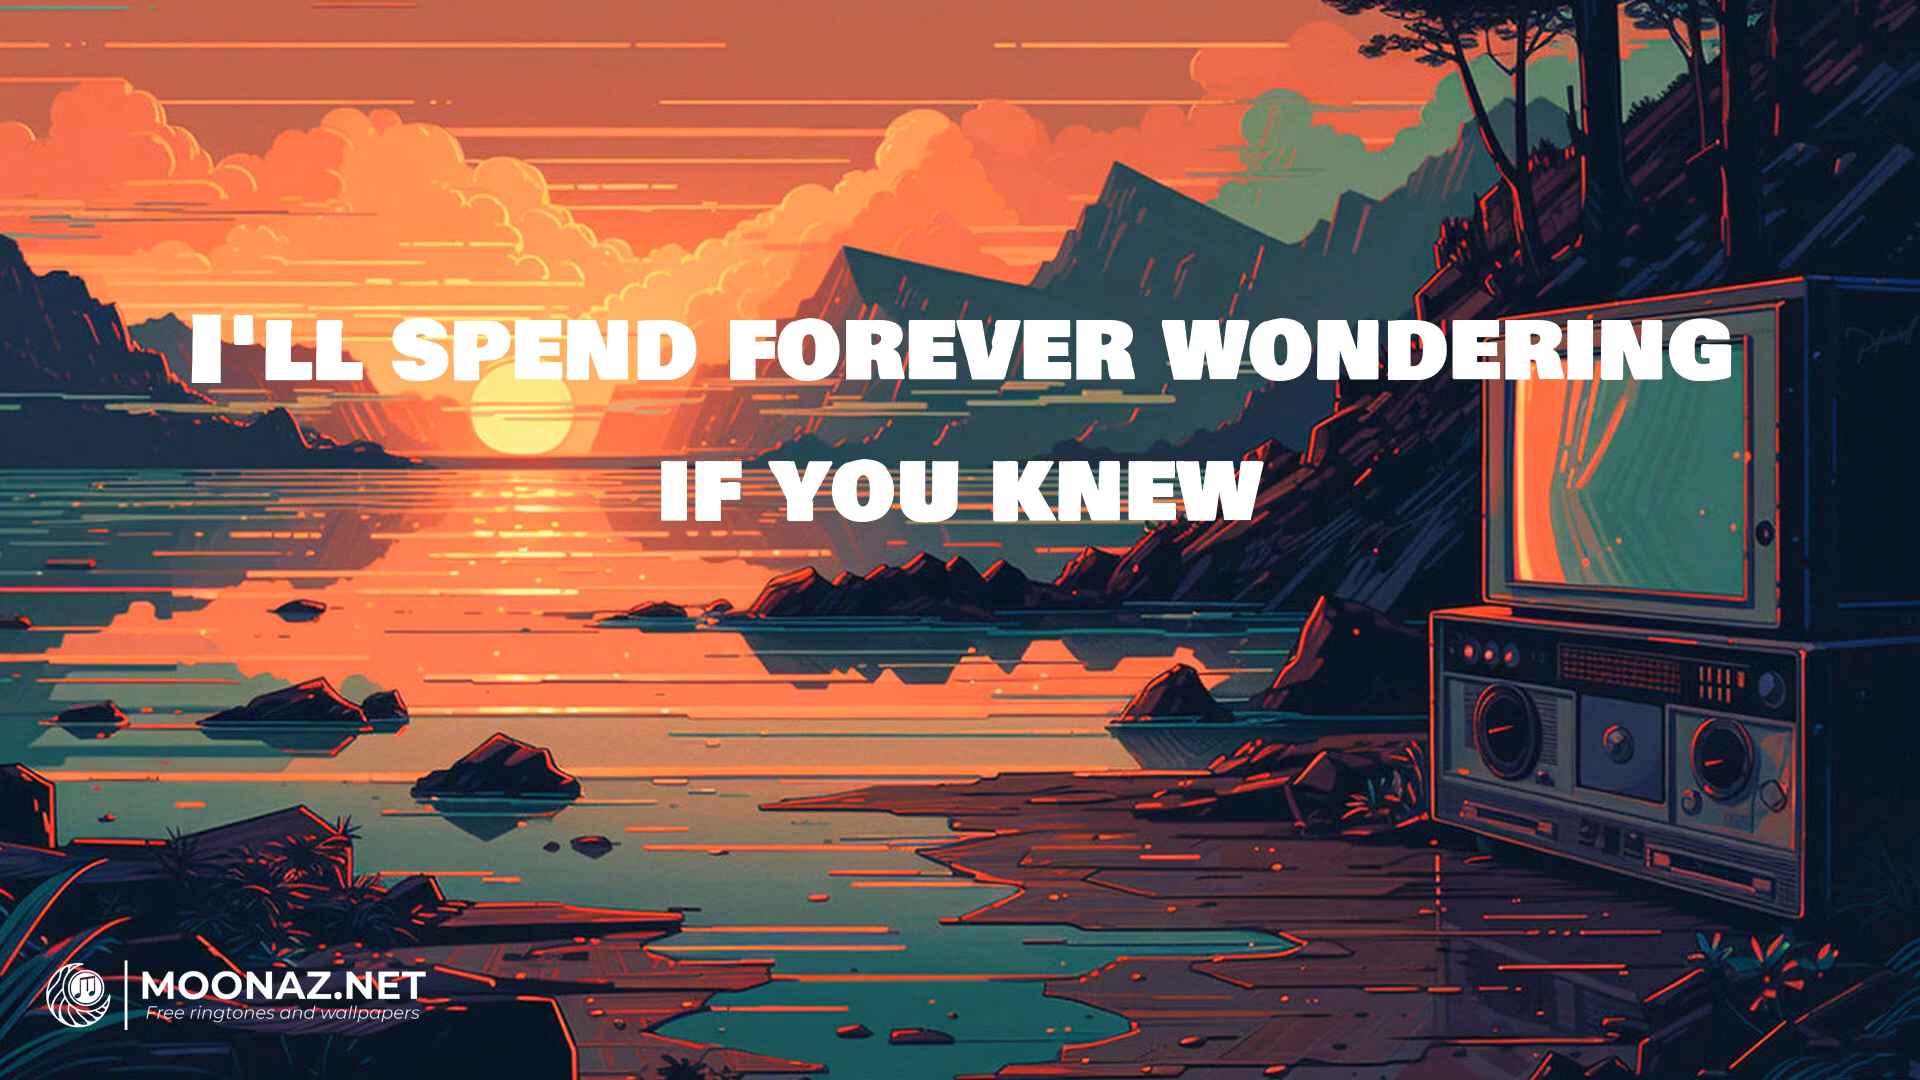 I'LL SPEND FOREVER WONDERING
IF YOU KNEW
MOONAZ.NET
Free ringtones and wallpapers